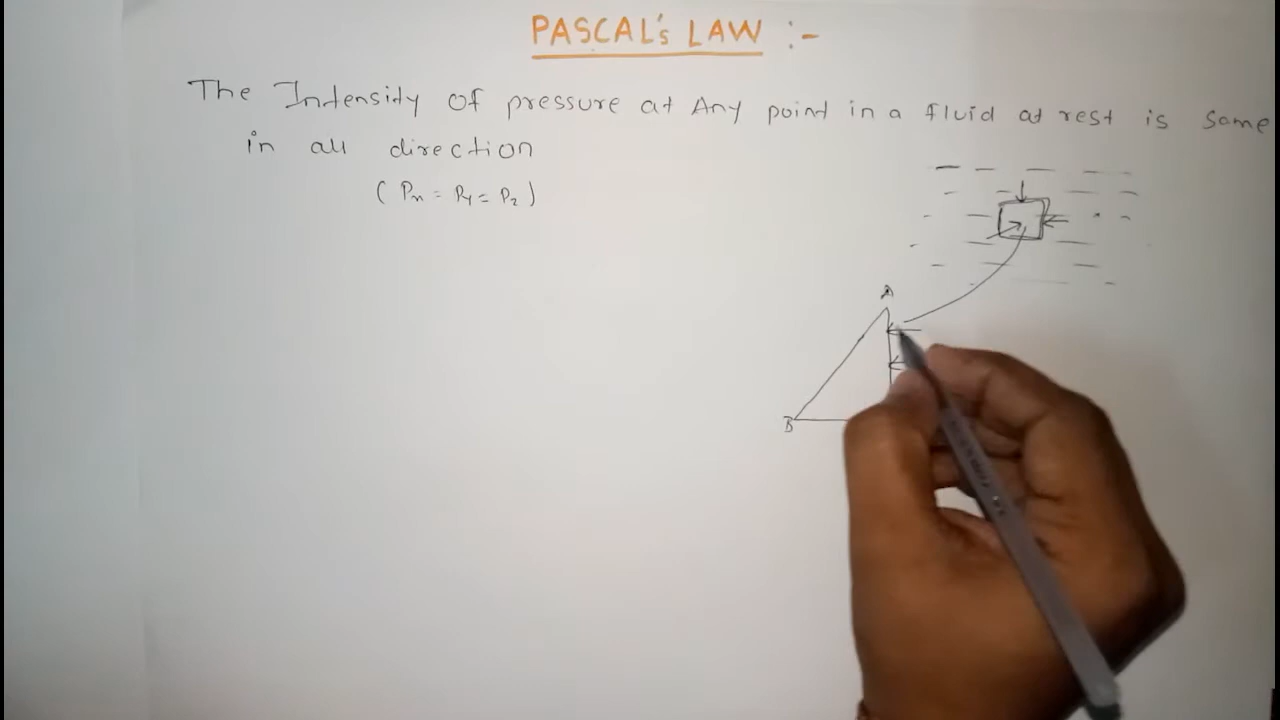 PASCAL's LAW :-
The Intensity of pressure at Any point in a fluid at rest is same
in all direction
( Px = Py = Pz )
A
B